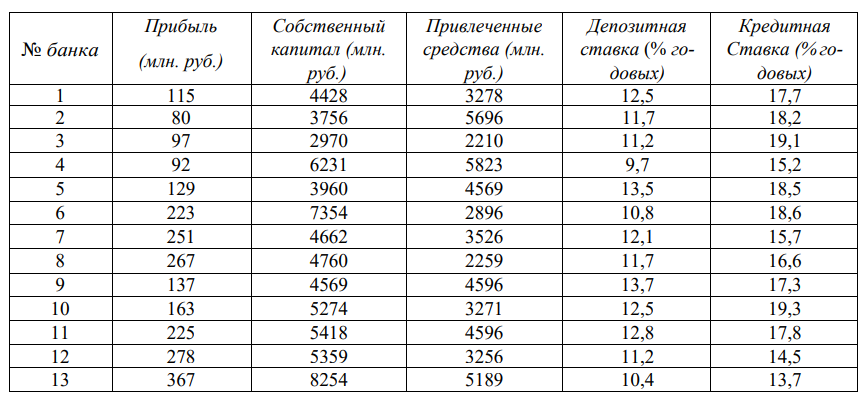 № банка Прибыль (млн. руб.) Собственный капитал (млн. руб.) Привлеченные средства (млн. руб.) Депозитная ставка (% го-довых) Кредитная Ставка (% го-довых)
1 115 4428 3278 12,5 17,7
2 80 3756 5696 11,7 18,2
3 97 2970 2210 11,2 19,1
4 92 6231 5823 9,7 15,2
5 129 3960 4569 13,5 18,5
6 223 7354 2896 10,8 18,6
7 251 4662 3526 12,1 15,7
8 267 4760 2259 11,7 16,6
9 137 4569 4596 13,7 17,3
10 163 5274 3271 12,5 19,3
11 225 5418 4596 12,8 17,8
12 278 5359 3256 11,2 14,5
13 367 8254 5189 10,4 13,7